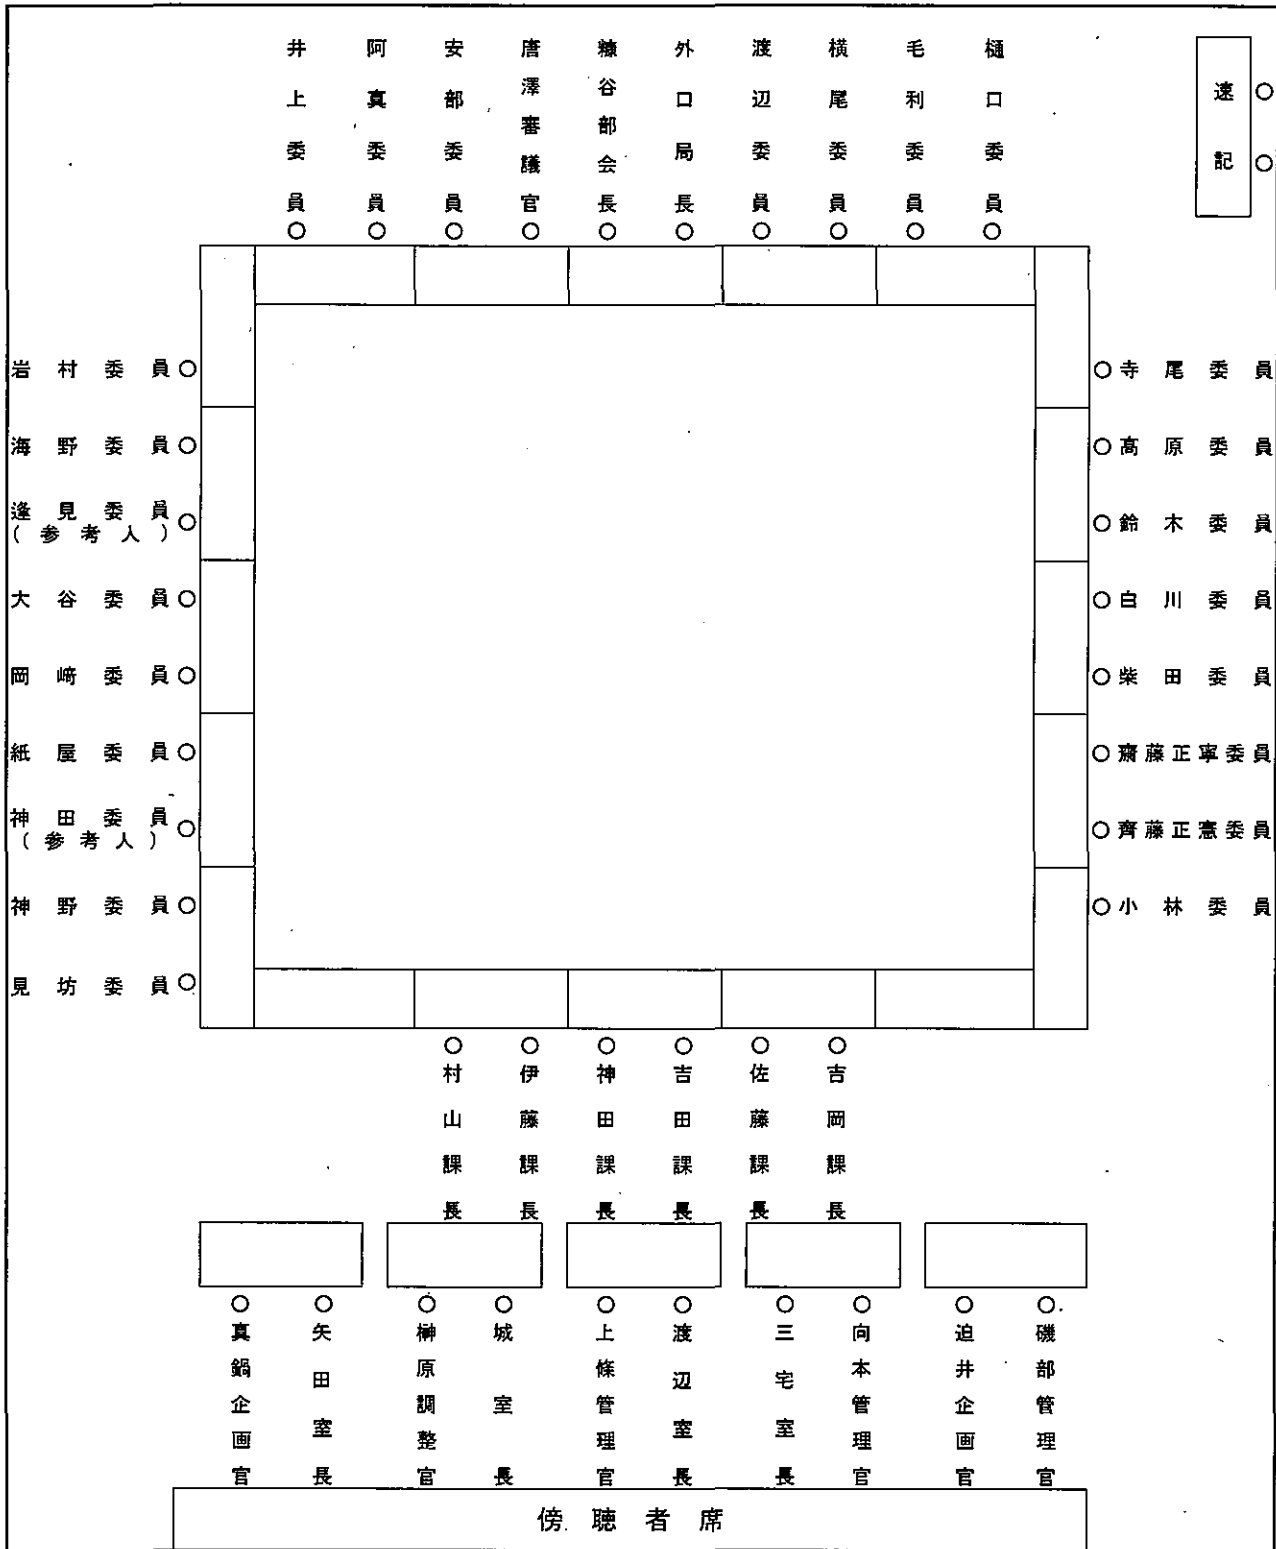 井上委員
阿真委員
安部委員
唐澤審議官
糠谷部会長
外口局長
渡辺委員
横尾委員
毛利委員
樋口委員
速記
岩村委員
海野委員
逢見委員
(参考人)
大谷委員
岡﨑委員
紙屋委員
神田委員
(参考人)
神野委員
見坊委員
寺尾委員
高原委員
鈴木委員
白川委員
柴田委員
齋藤正寧委員
齊藤正憲委員
小林委員
村山課長
伊藤課長
神田課長
吉田課長
佐藤課長
吉岡課長
真鍋企画官
矢田室長
榊原調整官
城室長
上條管理官
渡辺室長
三宅室長
向本管理官
迫井企画官
磯部管理官
傍聴者席